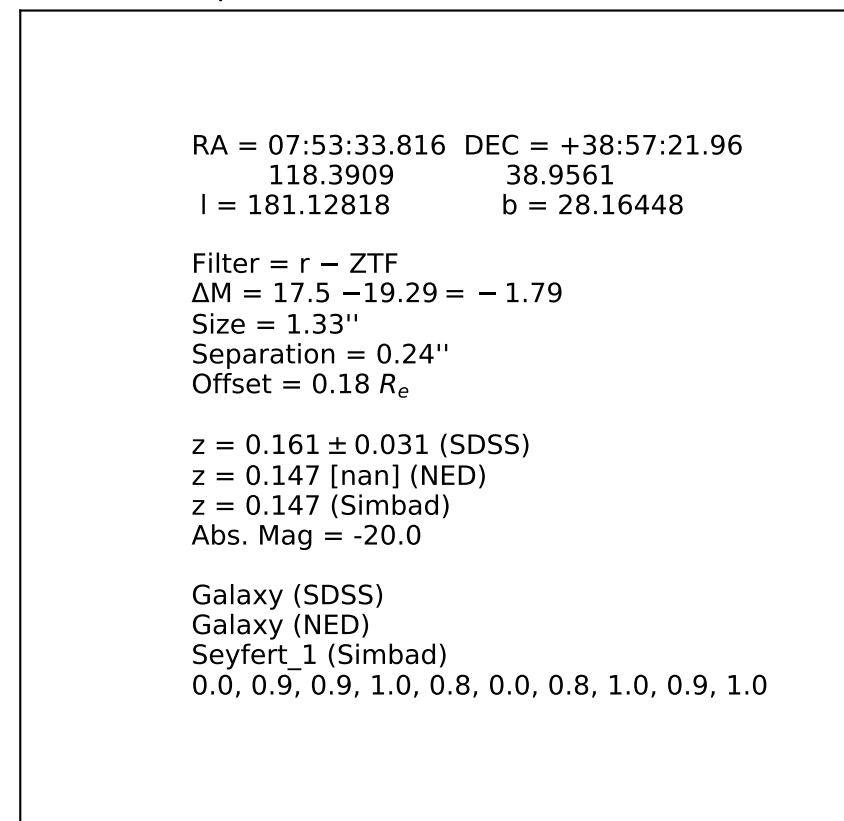 RA = 07:53:33.816  DEC = +38:57:21.96
118.3909  38.9561
l = 181.12818  b = 28.16448
Filter = r − ZTF
ΔM = 17.5 −19.29 = − 1.79
Size = 1.33''
Separation = 0.24''
Offset = 0.18 Re
z = 0.161 ± 0.031 (SDSS)
z = 0.147 [nan] (NED)
z = 0.147 (Simbad)
Abs. Mag = -20.0
Galaxy (SDSS)
Galaxy (NED)
Seyfert_1 (Simbad)
0.0, 0.9, 0.9, 1.0, 0.8, 0.0, 0.8, 1.0, 0.9, 1.0